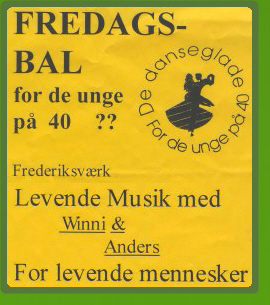 FREDAGS-
BAL
for de unge
på 40 ??
De danseglade
For de unge på 40
Frederiksværk
Levende Musik med
Winni &
Anders
For levende mennesker